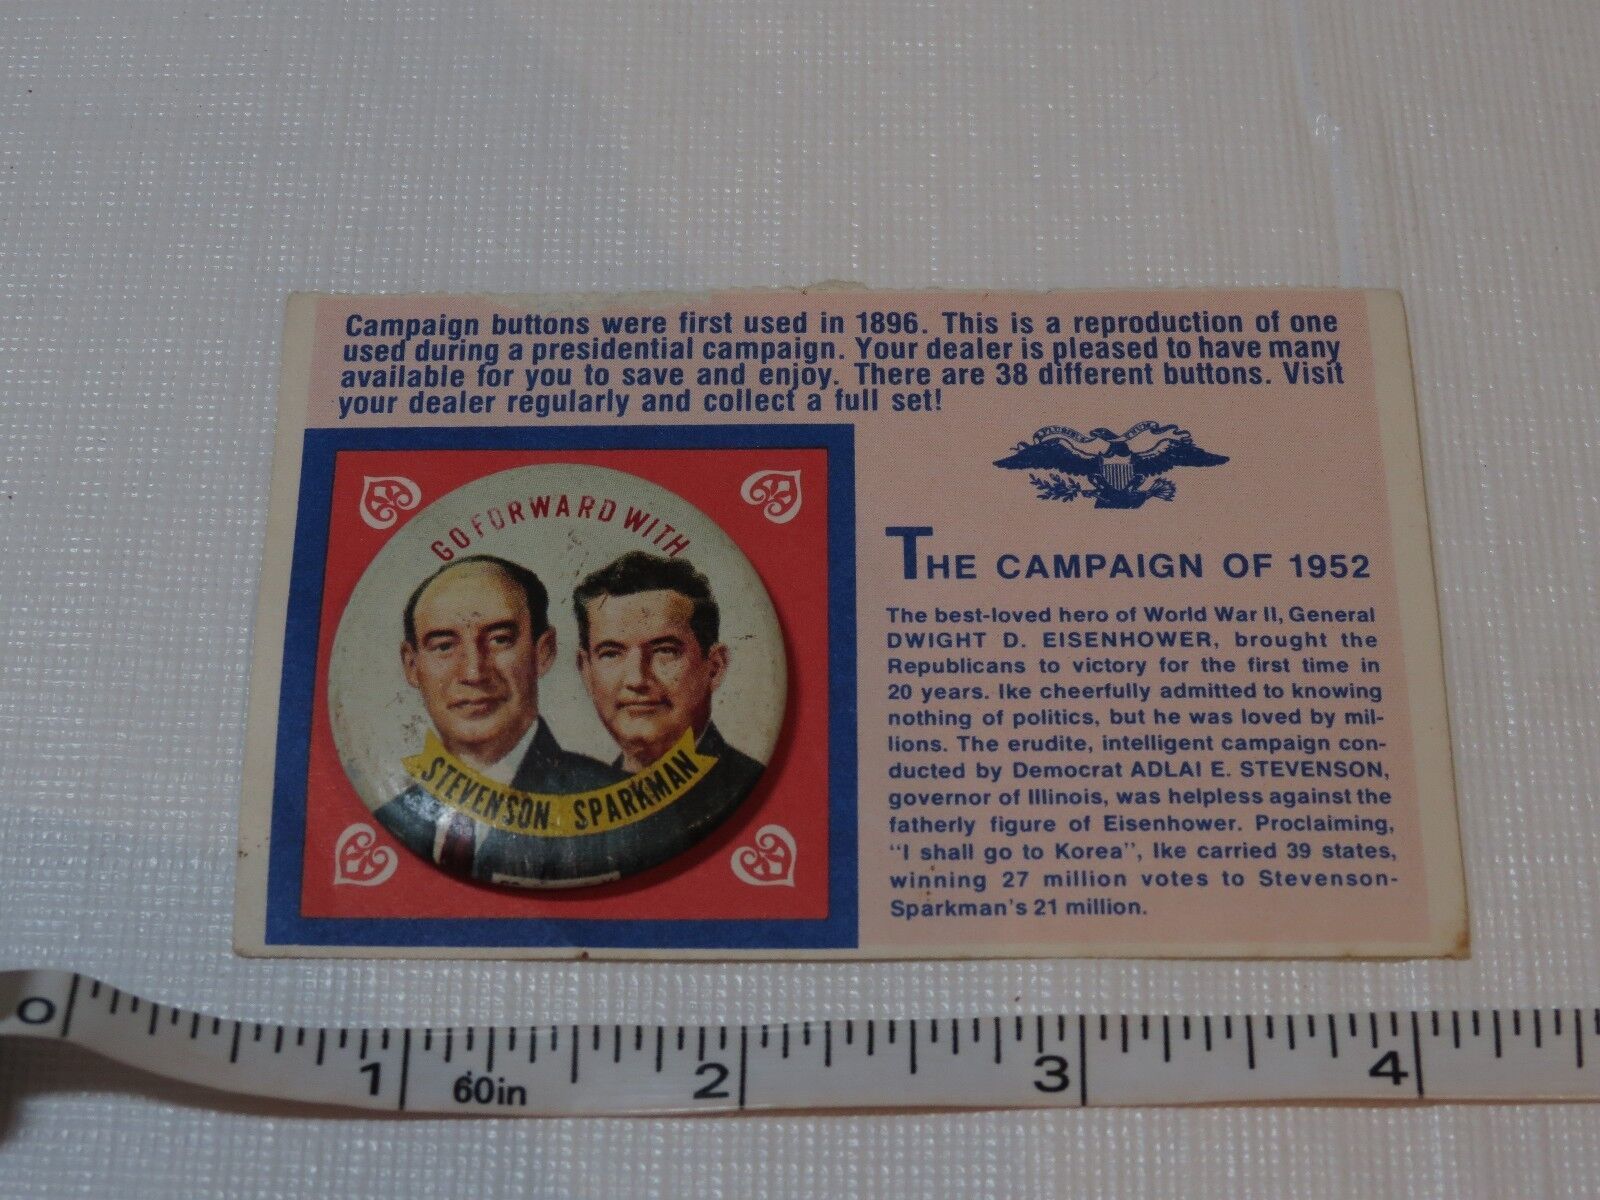 Campaign buttons were first used in 1896. This is a reproduction of one
used during a presidential campaign. Your dealer is pleased to have many
available for you to save and enjoy. There are 38 different buttons. Visit
your dealer regularly and collect a full set!
GO FORWARD WITH
STEVENSON SPARKMAN
THE CAMPAIGN OF 1952
The best-loved hero of World War II, General
DWIGHT D. EISENHOWER, brought the
Republicans to victory for the first time in
20 years. Ike cheerfully admitted to knowing
nothing of politics, but he was loved by mil-
lions. The erudite, intelligent campaign con-
ducted by Democrat ADLAI E. STEVENSON,
governor of Illinois, was helpless against the
fatherly figure of Eisenhower. Proclaiming,
"I shall go to Korea", Ike carried 39 states,
winning 27 million votes to Stevenson-
Sparkman's 21 million.
0 1 60in 2 3 4